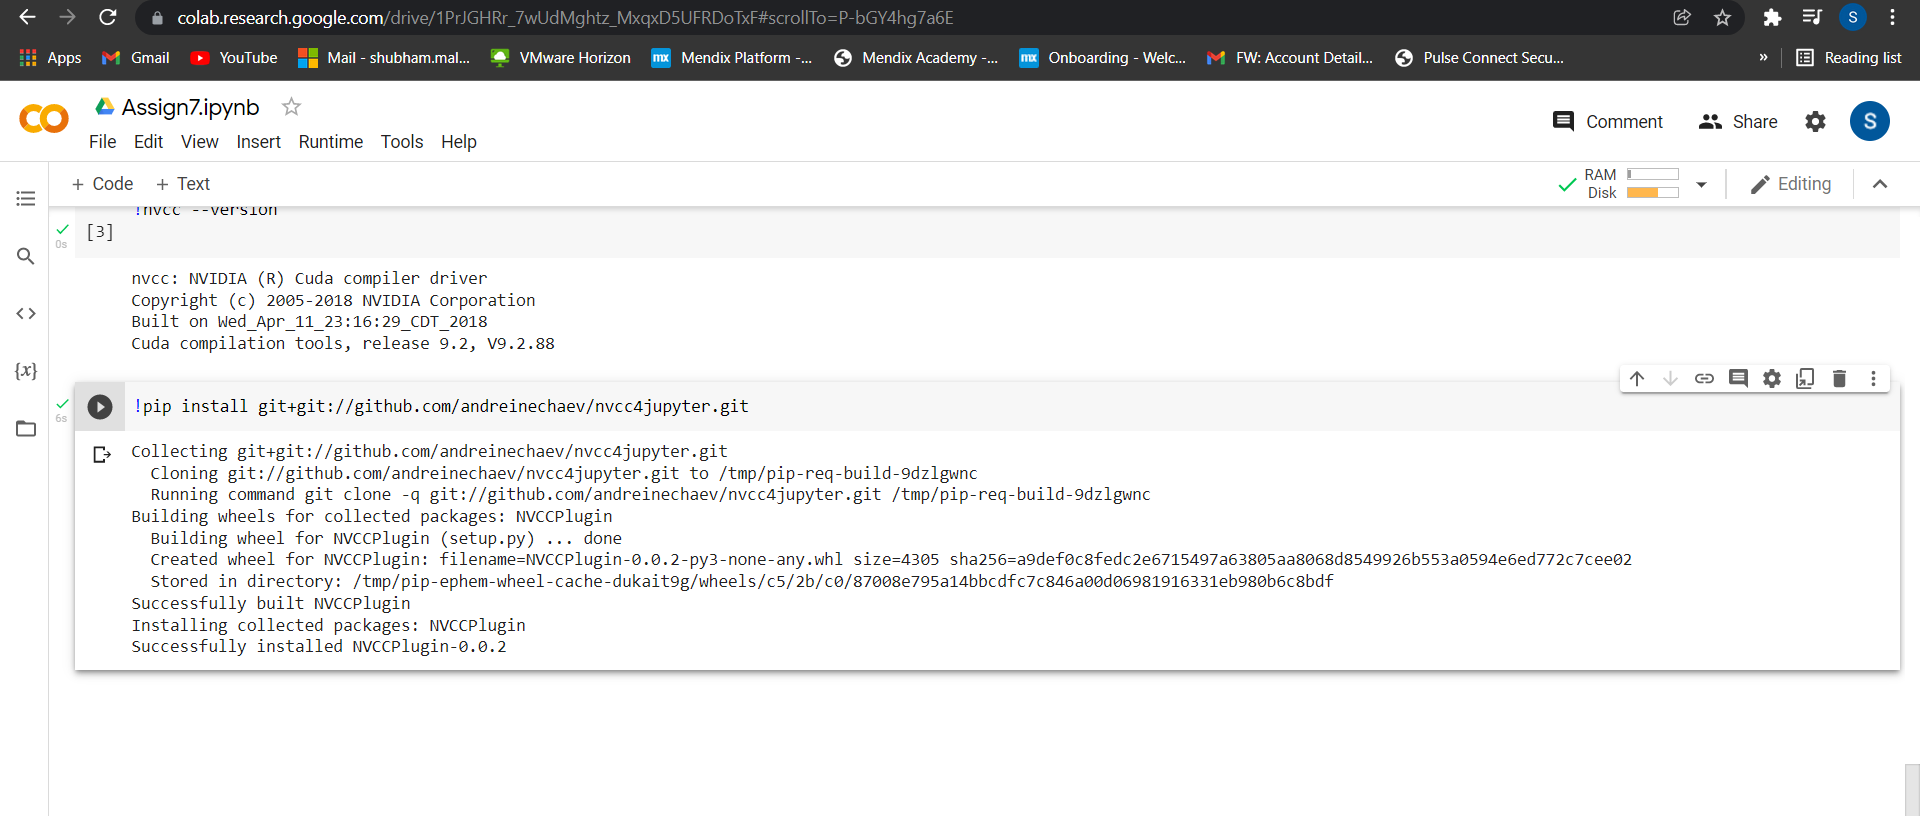 colab.research.google.com/drive/1PrJGHRr_7wUdMghtz_MxqxD5UFRDoTxF#scrollTo=P-bGY4hg7a6E
S
Apps
Gmail
YouTube
Mail - shubham.mal...
VMware Horizon
mx
Mendix Platform -...
Mendix Academy -...
mx
Onboarding - Welc...
FW: Account Detail...
Pulse Connect Secu...
»
Reading list
CO
Assign7.ipynb
Comment
Share
S
File Edit View Insert Runtime Tools Help
+ Code + Text
RAM
Disk
Editing
!nvcc --version
[3]
0s
nvcc: NVIDIA (R) Cuda compiler driver
Copyright (c) 2005-2018 NVIDIA Corporation
Built on Wed_Apr_11_23:16:29_CDT_2018
Cuda compilation tools, release 9.2, V9.2.88
{x}
6s
!pip install git+git://github.com/andreinechaev/nvcc4jupyter.git
Collecting git+git://github.com/andreinechaev/nvcc4jupyter.git
Cloning git://github.com/andreinechaev/nvcc4jupyter.git to /tmp/pip-req-build-9dzlgwnc
Running command git clone -q git://github.com/andreinechaev/nvcc4jupyter.git /tmp/pip-req-build-9dzlgwnc
Building wheels for collected packages: NVCCPlugin
Building wheel for NVCCPlugin (setup.py) ... done
Created wheel for NVCCPlugin: filename=NVCCPlugin-0.0.2-py3-none-any.whl size=4305 sha256=a9def0c8fedc2e6715497a63805aa8068d8549926b553a0594e6ed772c7cee02
Stored in directory: /tmp/pip-ephem-wheel-cache-dukait9g/wheels/c5/2b/c0/87008e795a14bbcdfc7c846a00d06981916331eb980b6c8bdf
Successfully built NVCCPlugin
Installing collected packages: NVCCPlugin
Successfully installed NVCCPlugin-0.0.2